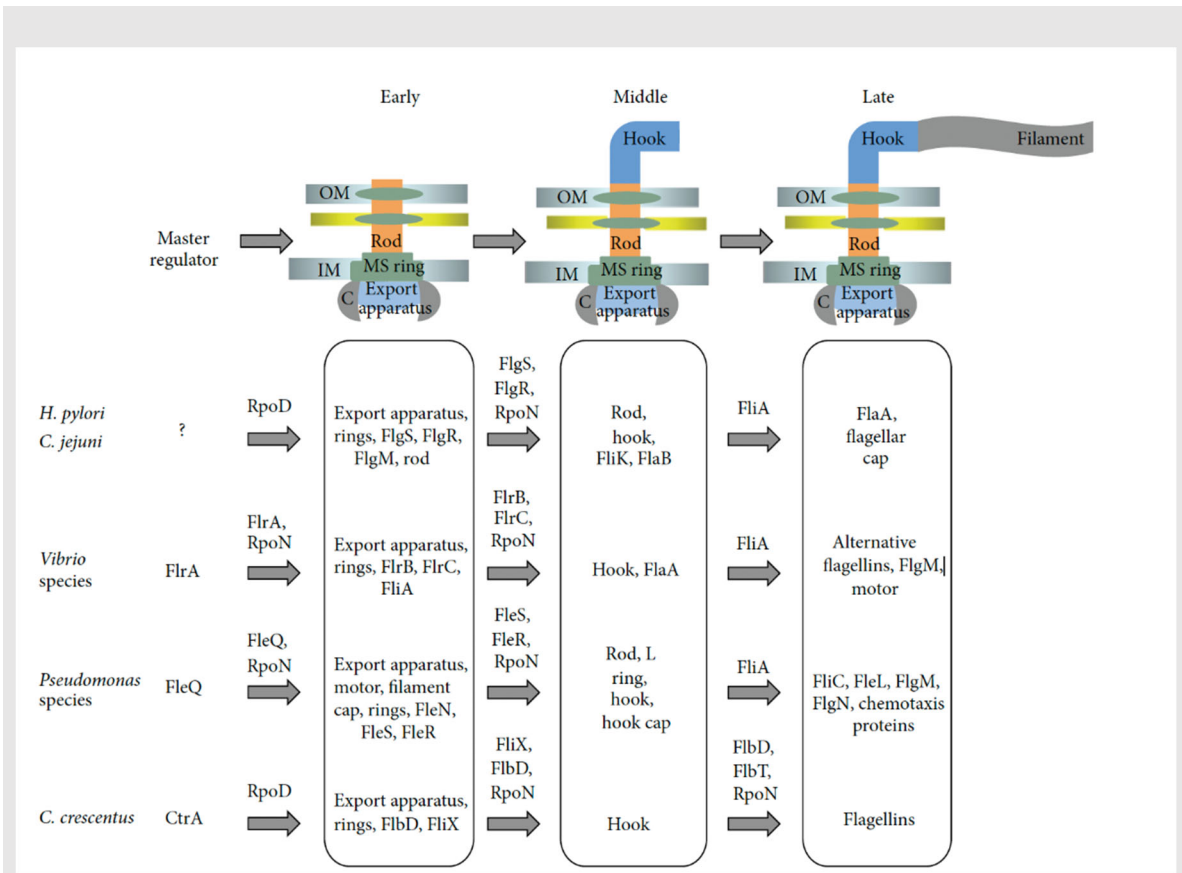 Early
Middle
Late
Hook
Hook
Filament
OM
OM
OM
Master
regulator
Rod
Rod
Rod
IM
MS ring
IM
MS ring
IM
MS ring
C
Export
apparatus
C
Export
apparatus
C
Export
apparatus
H. pylori
C. jejuni
?
RpoD
Export apparatus,
rings, FlgS, FlgR,
FlgM, rod
FlgS,
FlgR,
RpoN
Rod,
hook,
FliK, FlaB
FliA
FlaA,
flagellar
cap
Vibrio
species
FlrA
FlrA,
RpoN
Export apparatus,
rings, FlrB, FlrC,
FliA
FlrB,
FlrC,
RpoN
Hook, FlaA
FliA
Alternative
flagellins, FlgM,
motor
Pseudomonas
species
FleQ
FleQ,
RpoN
Export apparatus,
motor, filament
cap, rings, FleN,
FleS, FleR
FleS,
FleR,
RpoN
Rod, L
ring,
hook,
hook cap
FliA
FliC, FleL, FlgM,
FlgN, chemotaxis
proteins
C. crescentus
CtrA
RpoD
Export apparatus,
rings, FlbD, FliX
FliX,
FlbD,
RpoN
Hook
FlbD,
FlbT,
RpoN
Flagellins